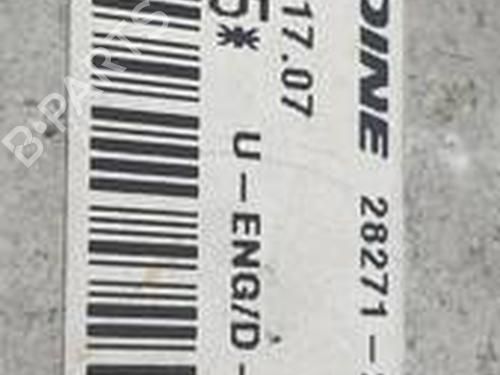 DINE 28271-
17.07
5* U-ENG/D-
B-PARTS